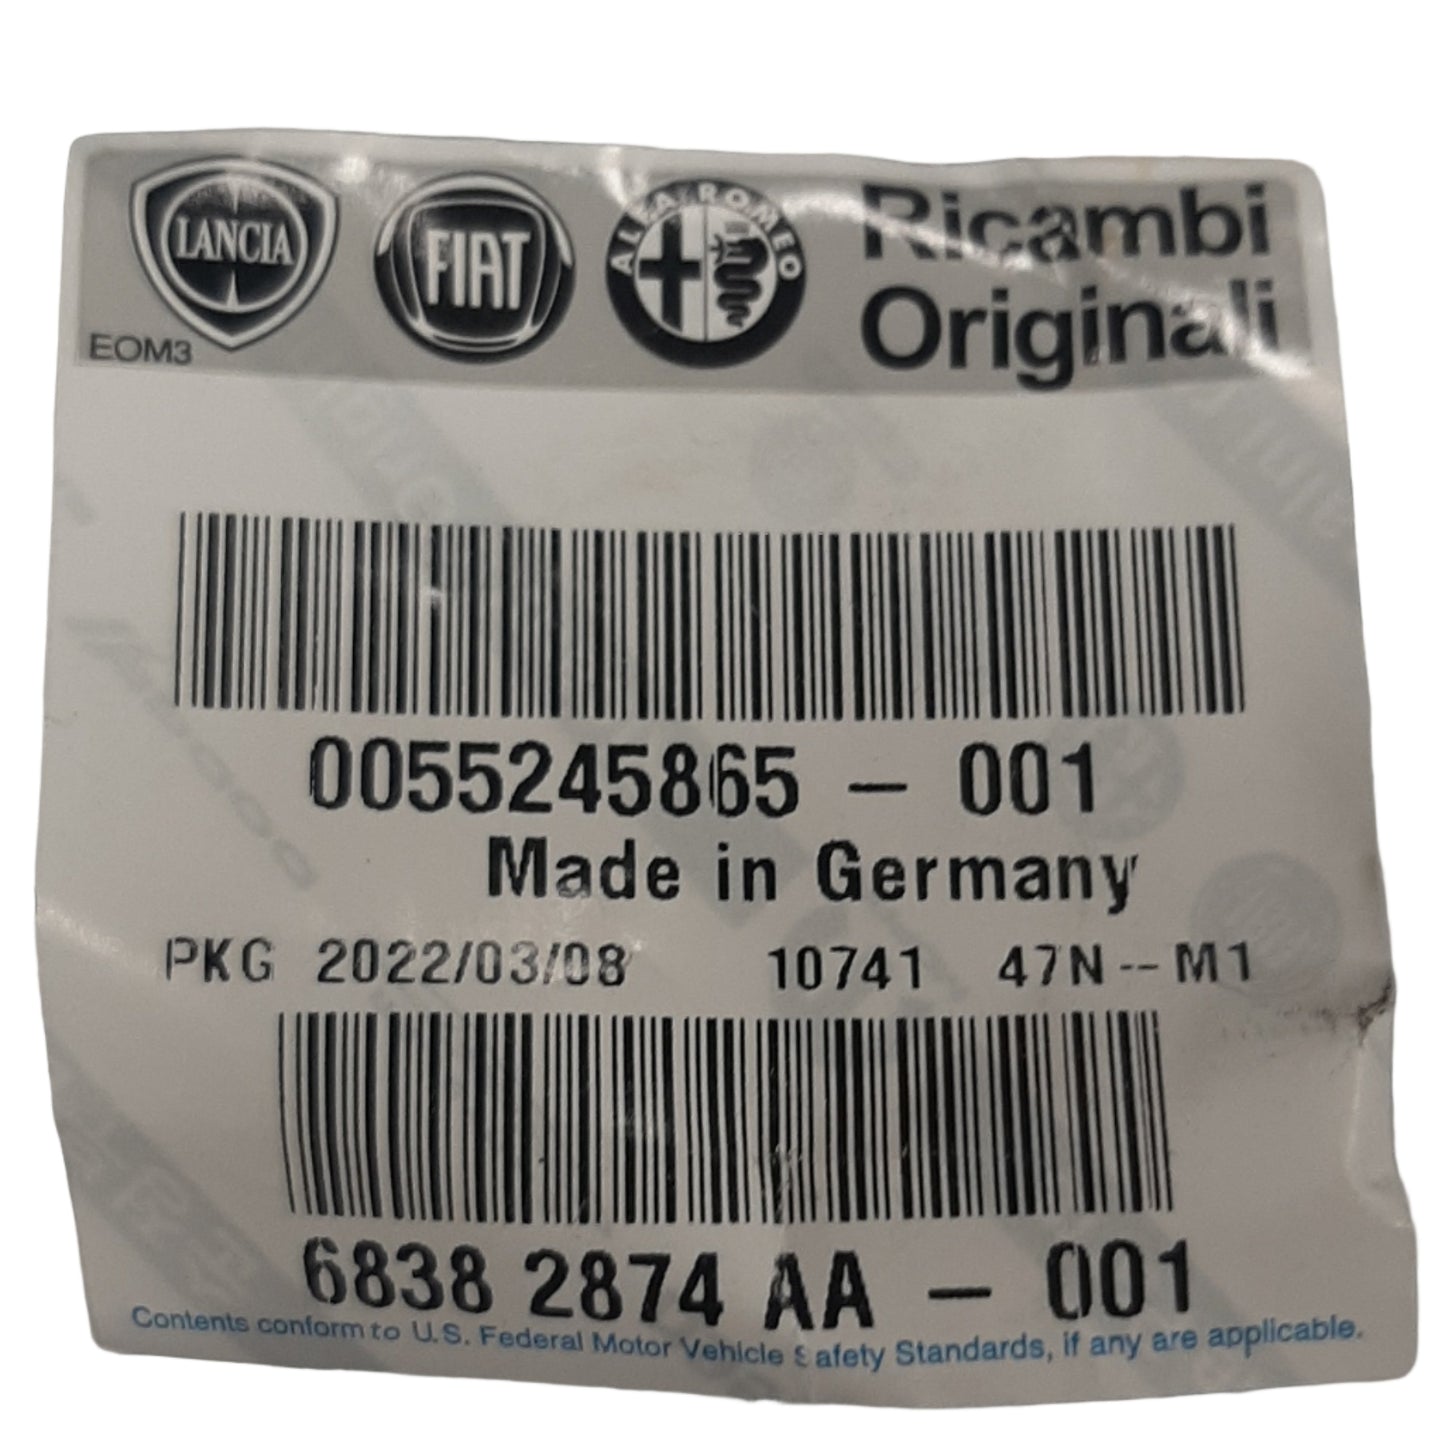 LANCIA FIAT ALFA ROMEO Ricambi
Originali
EOM3
0055245865 - 001
Made in Germany
PKG 2022/03/08 10741 47N--M1
6838 2874 AA - 001
Contents conform to U.S. Federal Motor Vehicle Safety Standards, if any are applicable.